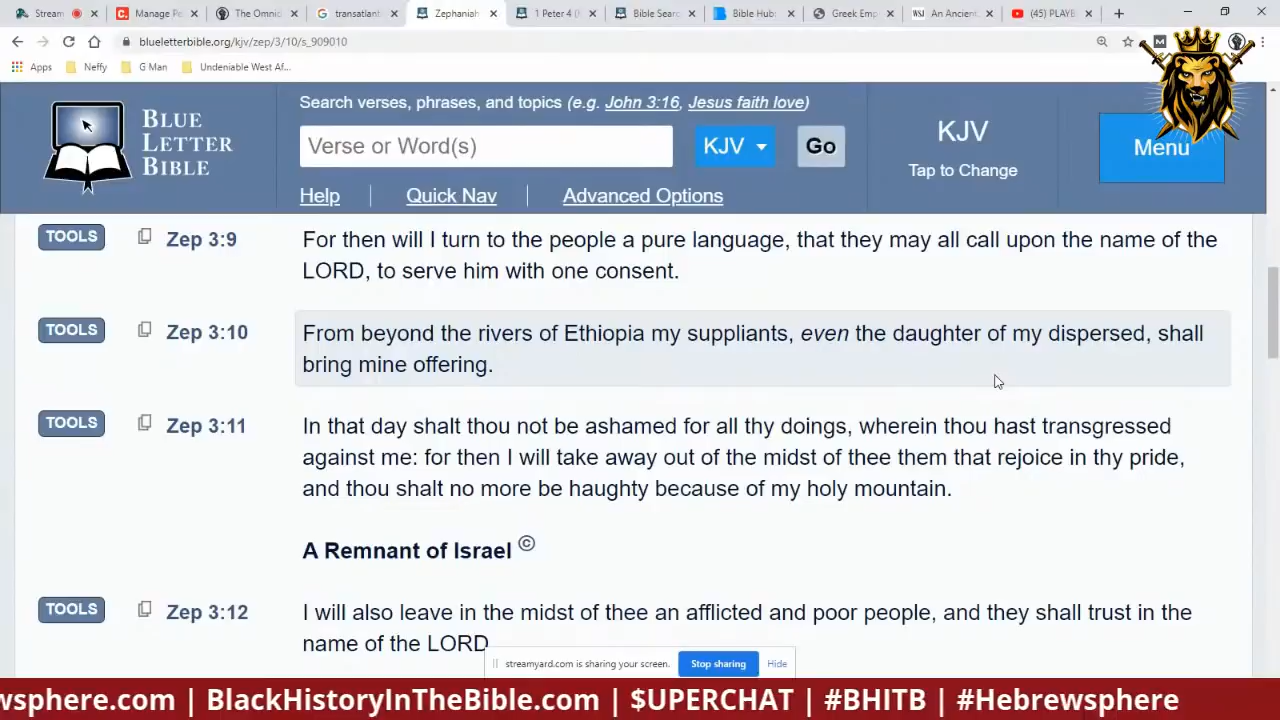 Stream
Manage Pe
The Omnic
transatlant
Zephaniah
1 Peter 4 (
Bible Sear
Bible Hub:
Greek Emp
WSJ An Ancien
(45) PLAYE
blueletterbible.org/kjv/zep/3/10/s_909010
Apps Neffy G Man Undeniable West Af...
Search verses, phrases, and topics (e.g. John 3:16, Jesus faith love)
BLUE
LETTER
BIBLE
Verse or Word(s) KJV Go
KJV
Tap to Change
Menu
Help Quick Nav Advanced Options
TOOLS Zep 3:9 For then will I turn to the people a pure language, that they may all call upon the name of the
LORD, to serve him with one consent.
TOOLS Zep 3:10 From beyond the rivers of Ethiopia my suppliants, even the daughter of my dispersed, shall
bring mine offering.
TOOLS Zep 3:11 In that day shalt thou not be ashamed for all thy doings, wherein thou hast transgressed
against me: for then I will take away out of the midst of thee them that rejoice in thy pride,
and thou shalt no more be haughty because of my holy mountain.
A Remnant of Israel ©
TOOLS Zep 3:12 I will also leave in the midst of thee an afflicted and poor people, and they shall trust in the
name of the LORD
streamyard.com is sharing your screen. Stop sharing Hide
wsphere.com | BlackHistoryInTheBible.com | $UPERCHAT | #BHITB | #Hebrewsphere